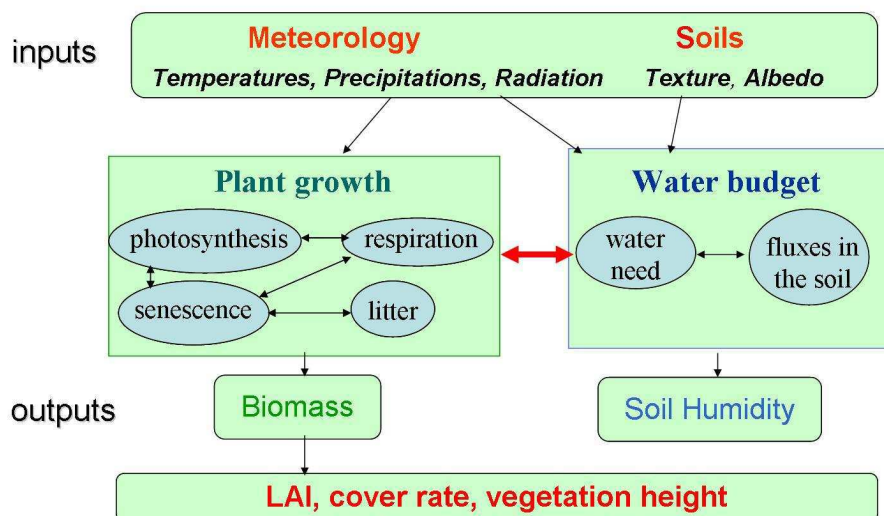 inputs
Meteorology
Soils
Temperatures, Precipitations, Radiation
Texture, Albedo
Plant growth
Water budget
photosynthesis
respiration
senescence
litter
water
need
fluxes in
the soil
outputs
Biomass
Soil Humidity
LAI, cover rate, vegetation height